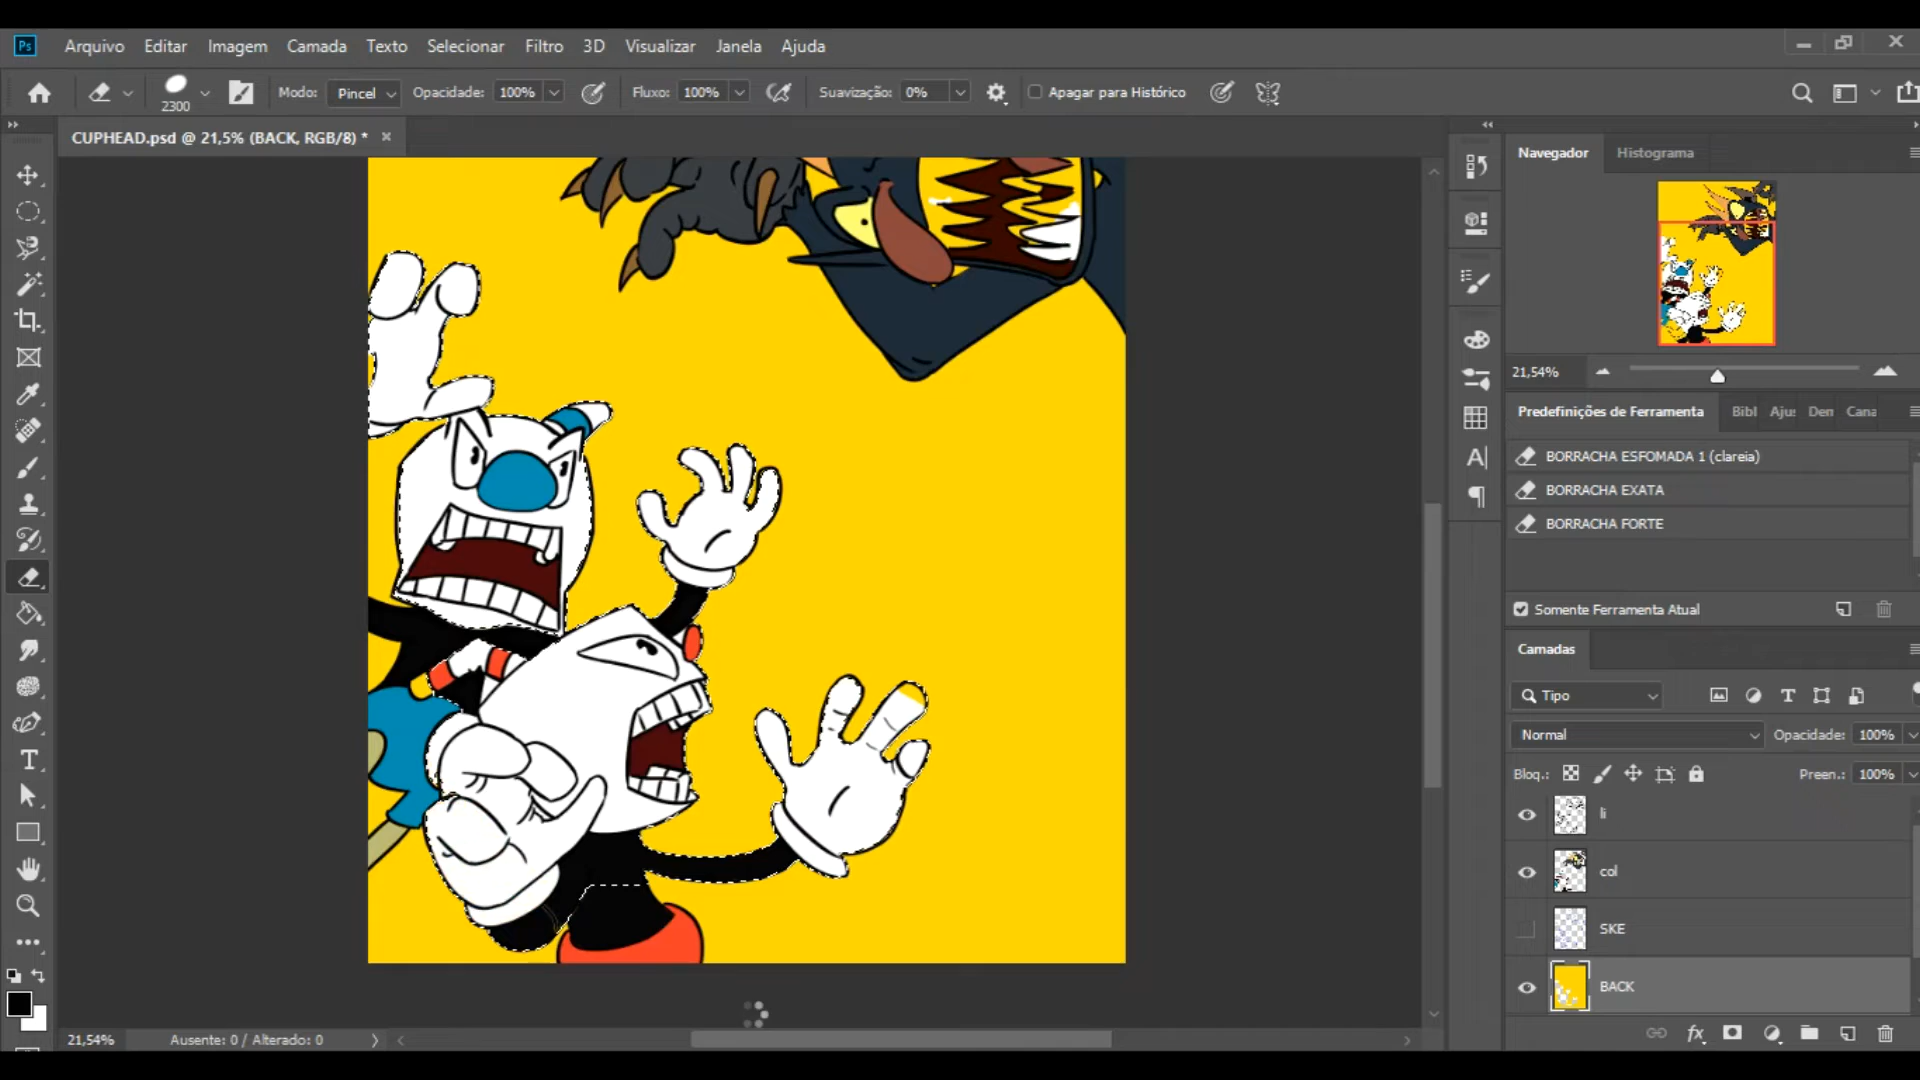 Ps Arquivo Editar Imagem Camada Texto Selecionar Filtro 3D Visualizar Janela Ajuda
2300 Modo: Pincel Opacidade: 100% Fluxo: 100% Suavização: 0% Apagar para Histórico
CUPHEAD.psd @ 21,5% (BACK, RGB/8) *
Navegador Histograma
21,54%
Predefinições de Ferramenta Bibl Aju: Den Cana
BORRACHA ESFOMADA 1 (clareia)
BORRACHA EXATA
BORRACHA FORTE
Somente Ferramenta Atual
Camadas
Tipo
Normal Opacidade: 100%
Bloq.: Preen.: 100%
li
col
SKE
BACK
21,54% Ausente: 0 / Alterado: 0